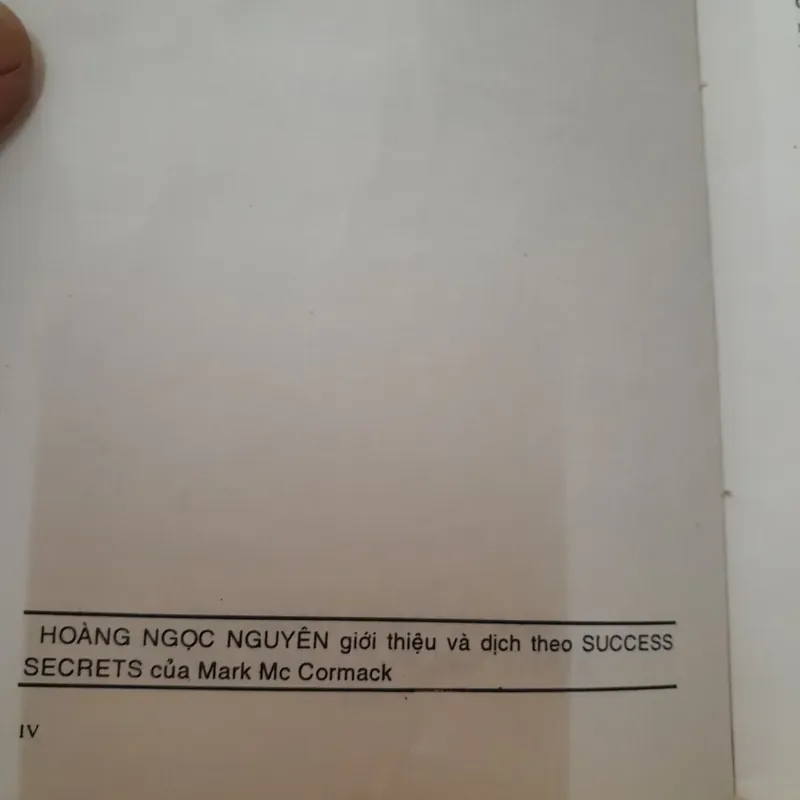 HOÀNG NGỌC NGUYÊN giới thiệu và dịch theo SUCCESS
SECRETS của Mark Mc Cormack
IV